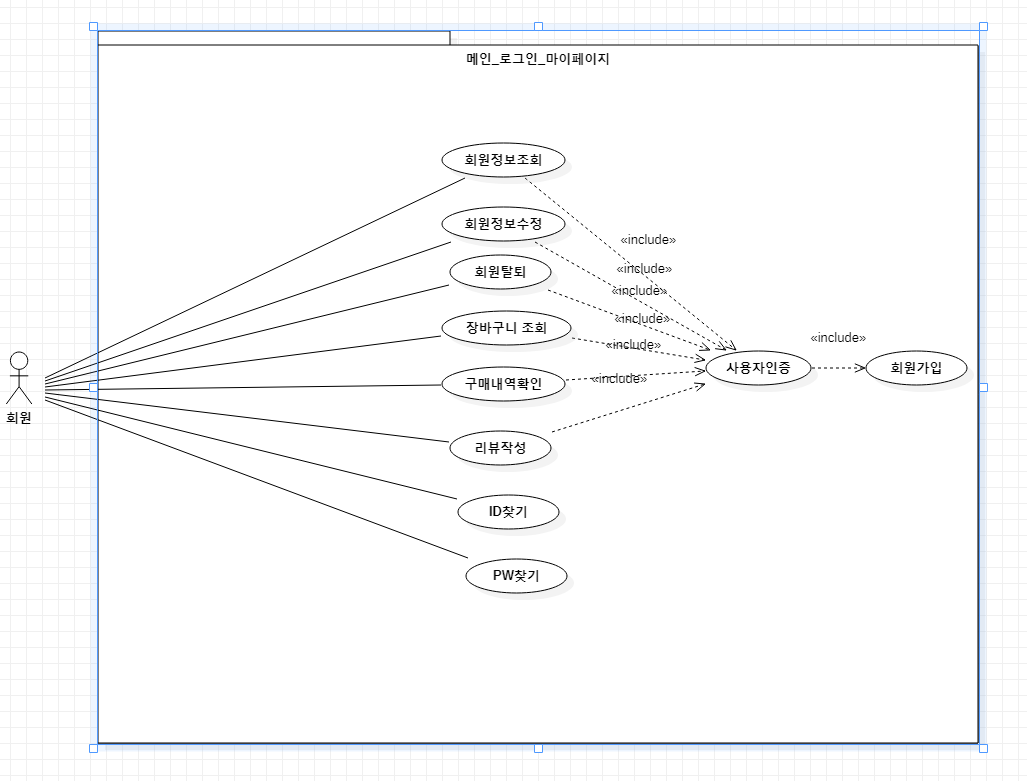 메인_로그인_마이페이지
회원정보조회
회원정보수정
«include»
회원탈퇴
«include»
«include»
장바구니 조회
«include»
«include»
«include»
구매내역확인
«include»
사용자인증
회원가입
회원
리뷰작성
ID찾기
PW찾기